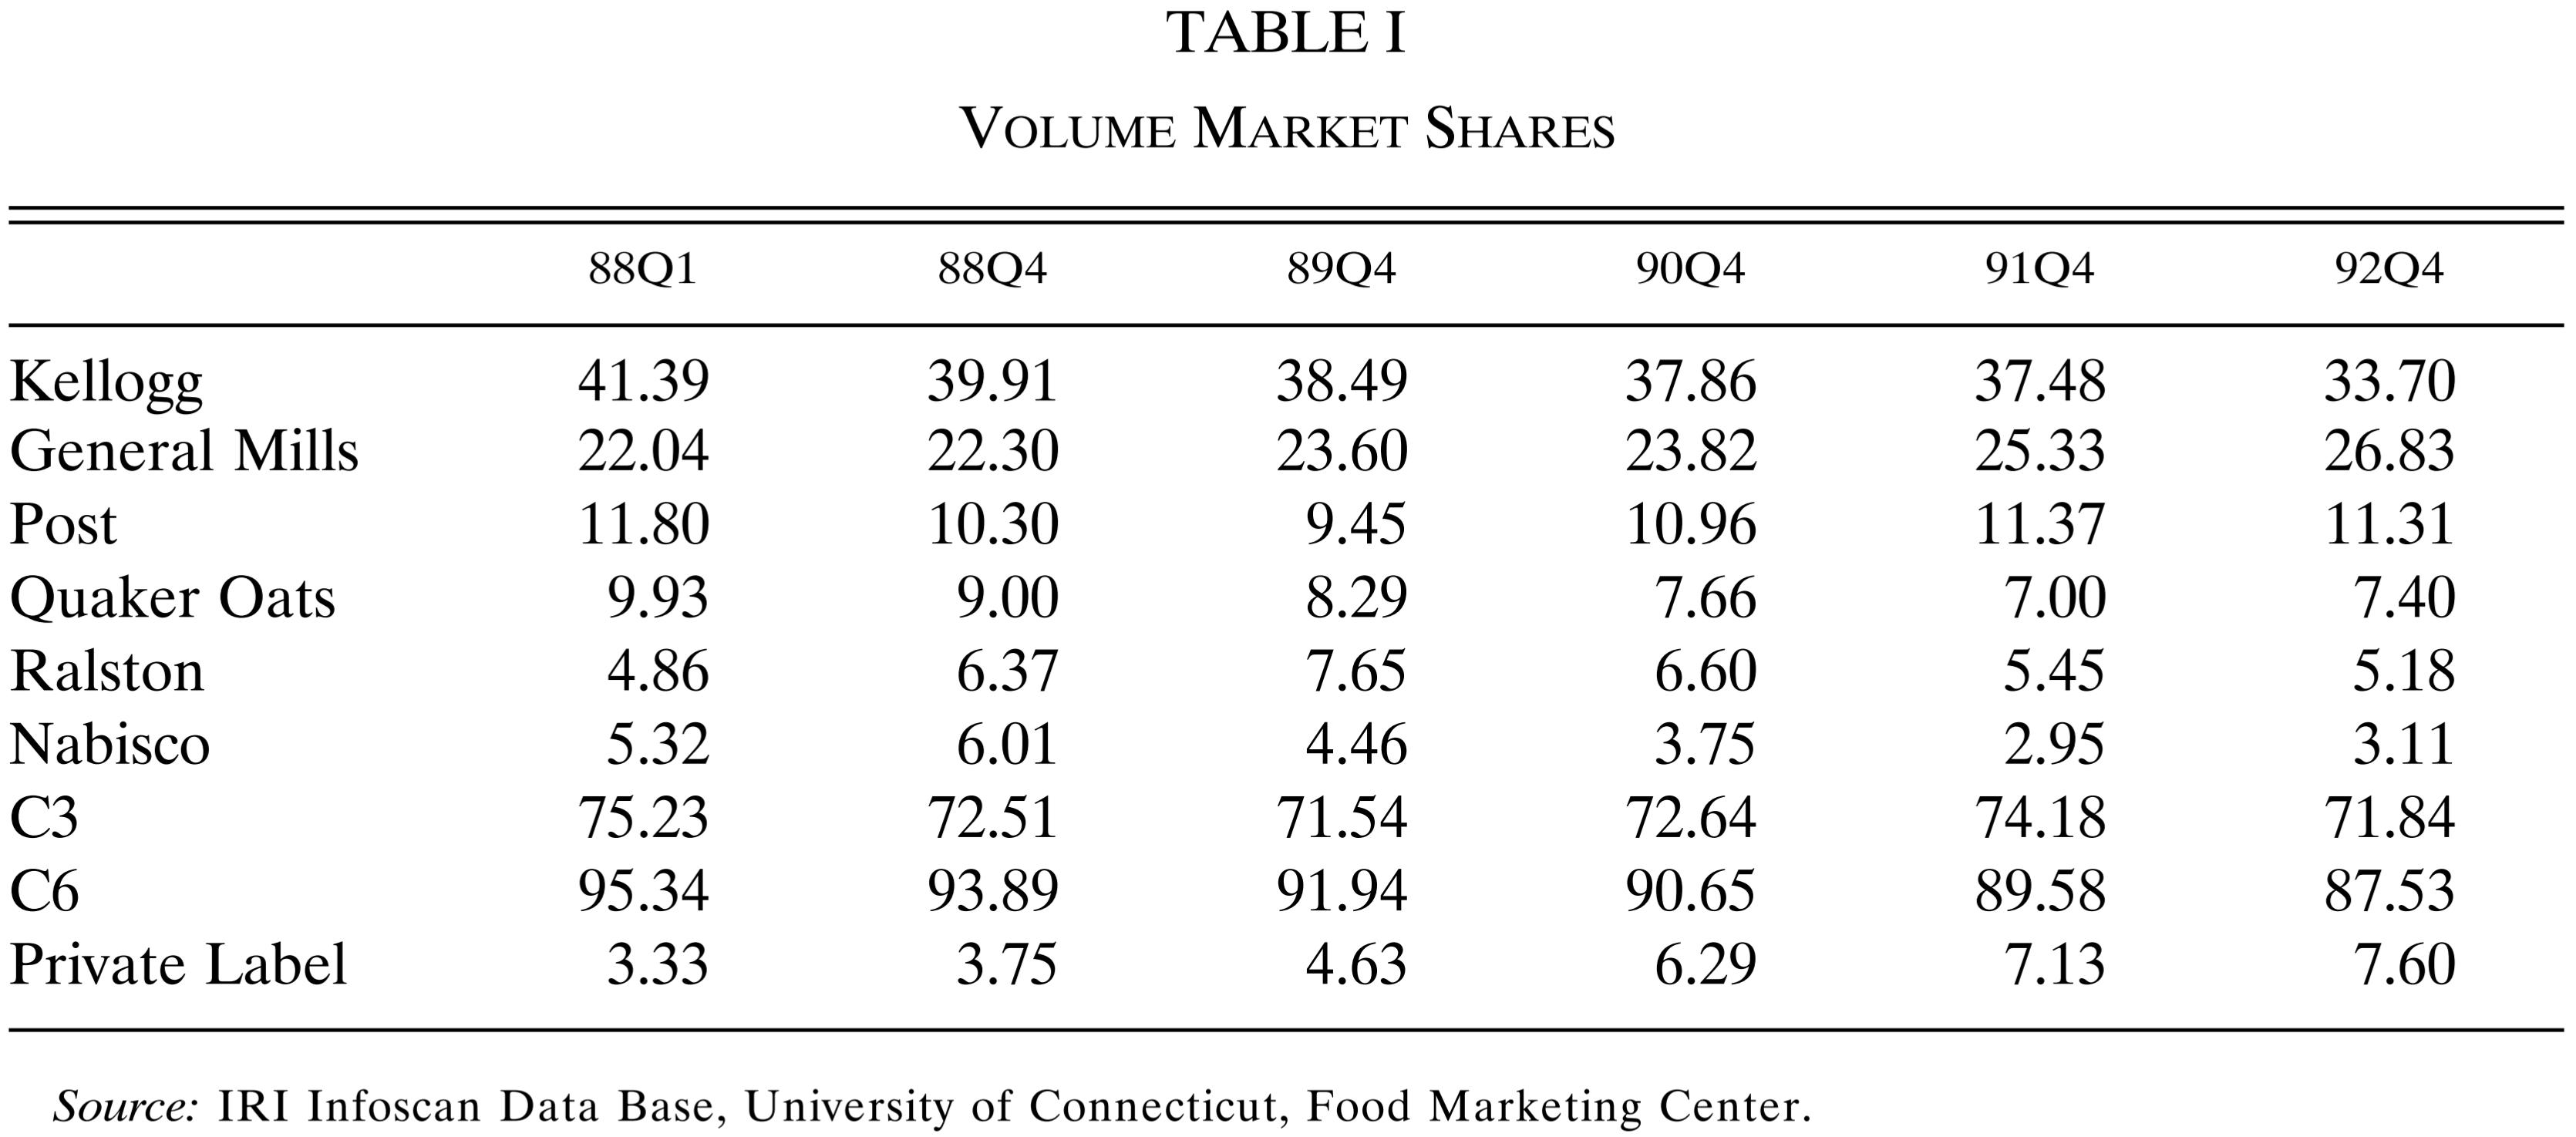 TABLE I
VOLUME MARKET SHARES
88Q1 88Q4 89Q4 90Q4 91Q4 92Q4
Kellogg 41.39 39.91 38.49 37.86 37.48 33.70
General Mills 22.04 22.30 23.60 23.82 25.33 26.83
Post 11.80 10.30 9.45 10.96 11.37 11.31
Quaker Oats 9.93 9.00 8.29 7.66 7.00 7.40
Ralston 4.86 6.37 7.65 6.60 5.45 5.18
Nabisco 5.32 6.01 4.46 3.75 2.95 3.11
C3 75.23 72.51 71.54 72.64 74.18 71.84
C6 95.34 93.89 91.94 90.65 89.58 87.53
Private Label 3.33 3.75 4.63 6.29 7.13 7.60
Source: IRI Infoscan Data Base, University of Connecticut, Food Marketing Center.